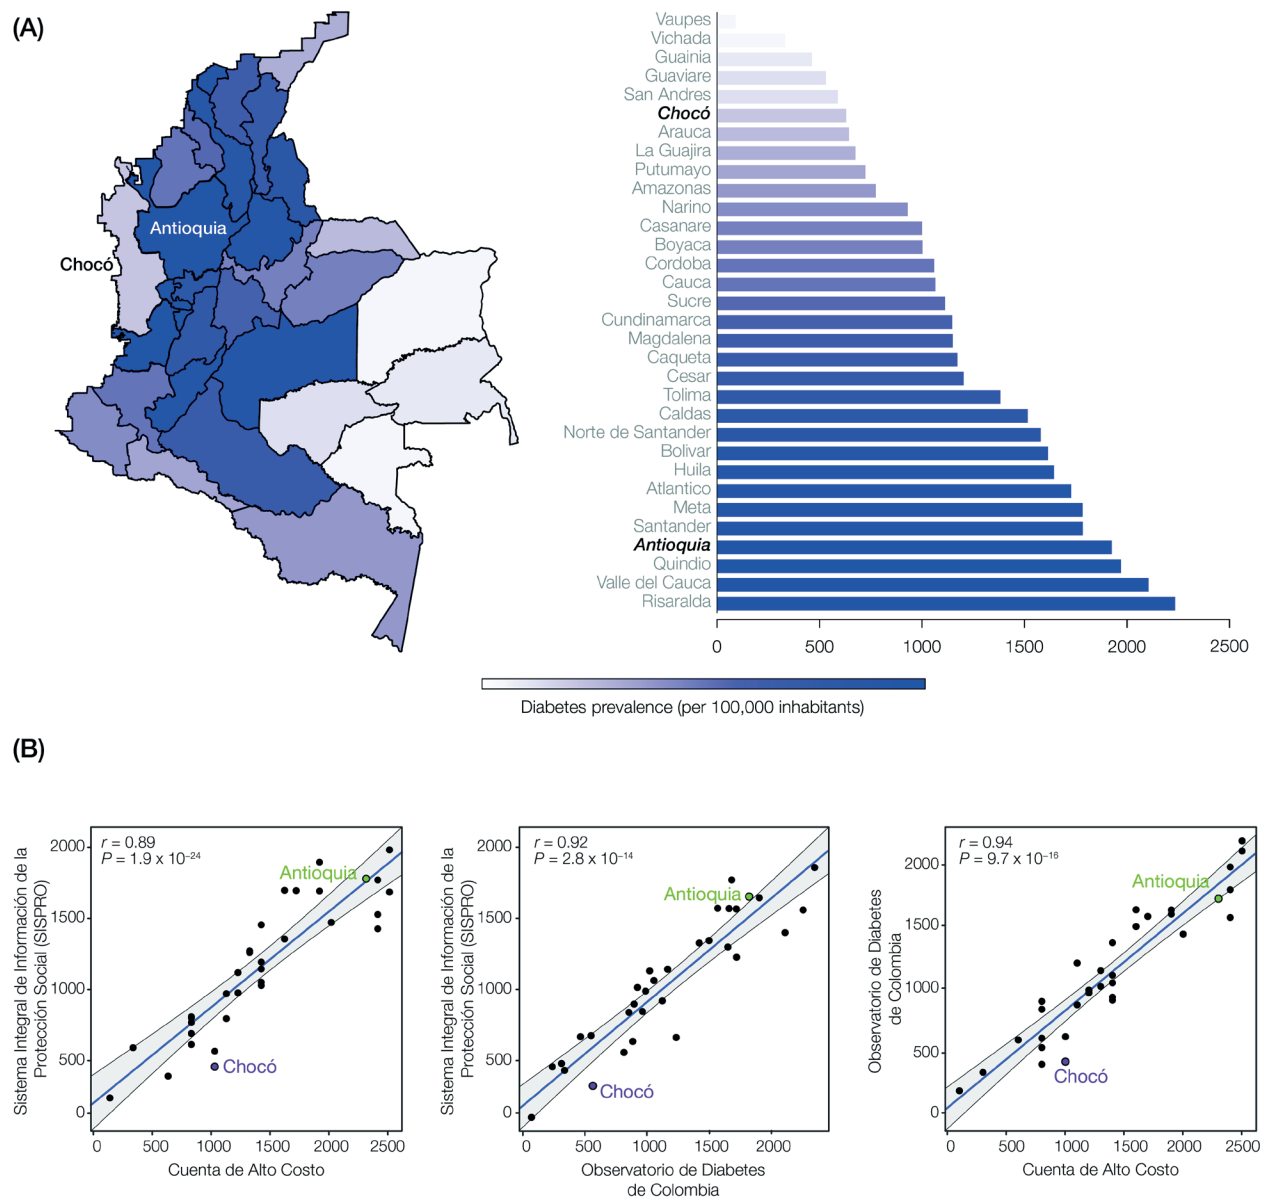 (A)
Antioquia
Chocó
Vaupes
Vichada
Guainia
Guaviare
San Andres
Chocó
Arauca
La Guajira
Putumayo
Amazonas
Narino
Casanare
Boyaca
Cordoba
Cauca
Sucre
Cundinamarca
Magdalena
Caqueta
Cesar
Tolima
Caldas
Norte de Santander
Bolivar
Huila
Atlantico
Meta
Santander
Antioquia
Quindio
Valle del Cauca
Risaralda
0 500 1000 1500 2000 2500
Diabetes prevalence (per 100,000 inhabitants)
(B)
Sistema Integral de Información de la
Protección Social (SISPRO)
2000
1500
1000
500
0
r = 0.89
P = 1.9 x 10⁻²⁴
Antioquia
Chocó
0 500 1000 1500 2000 2500
Cuenta de Alto Costo
Sistema Integral de Información de la
Protección Social (SISPRO)
2000
1500
1000
500
0
r = 0.92
P = 2.8 x 10⁻¹⁴
Antioquia
Chocó
0 500 1000 1500 2000
Observatorio de Diabetes
de Colombia
Observatorio de Diabetes
de Colombia
2000
1500
1000
500
0
r = 0.94
P = 9.7 x 10⁻¹⁶
Antioquia
Chocó
0 500 1000 1500 2000 2500
Cuenta de Alto Costo